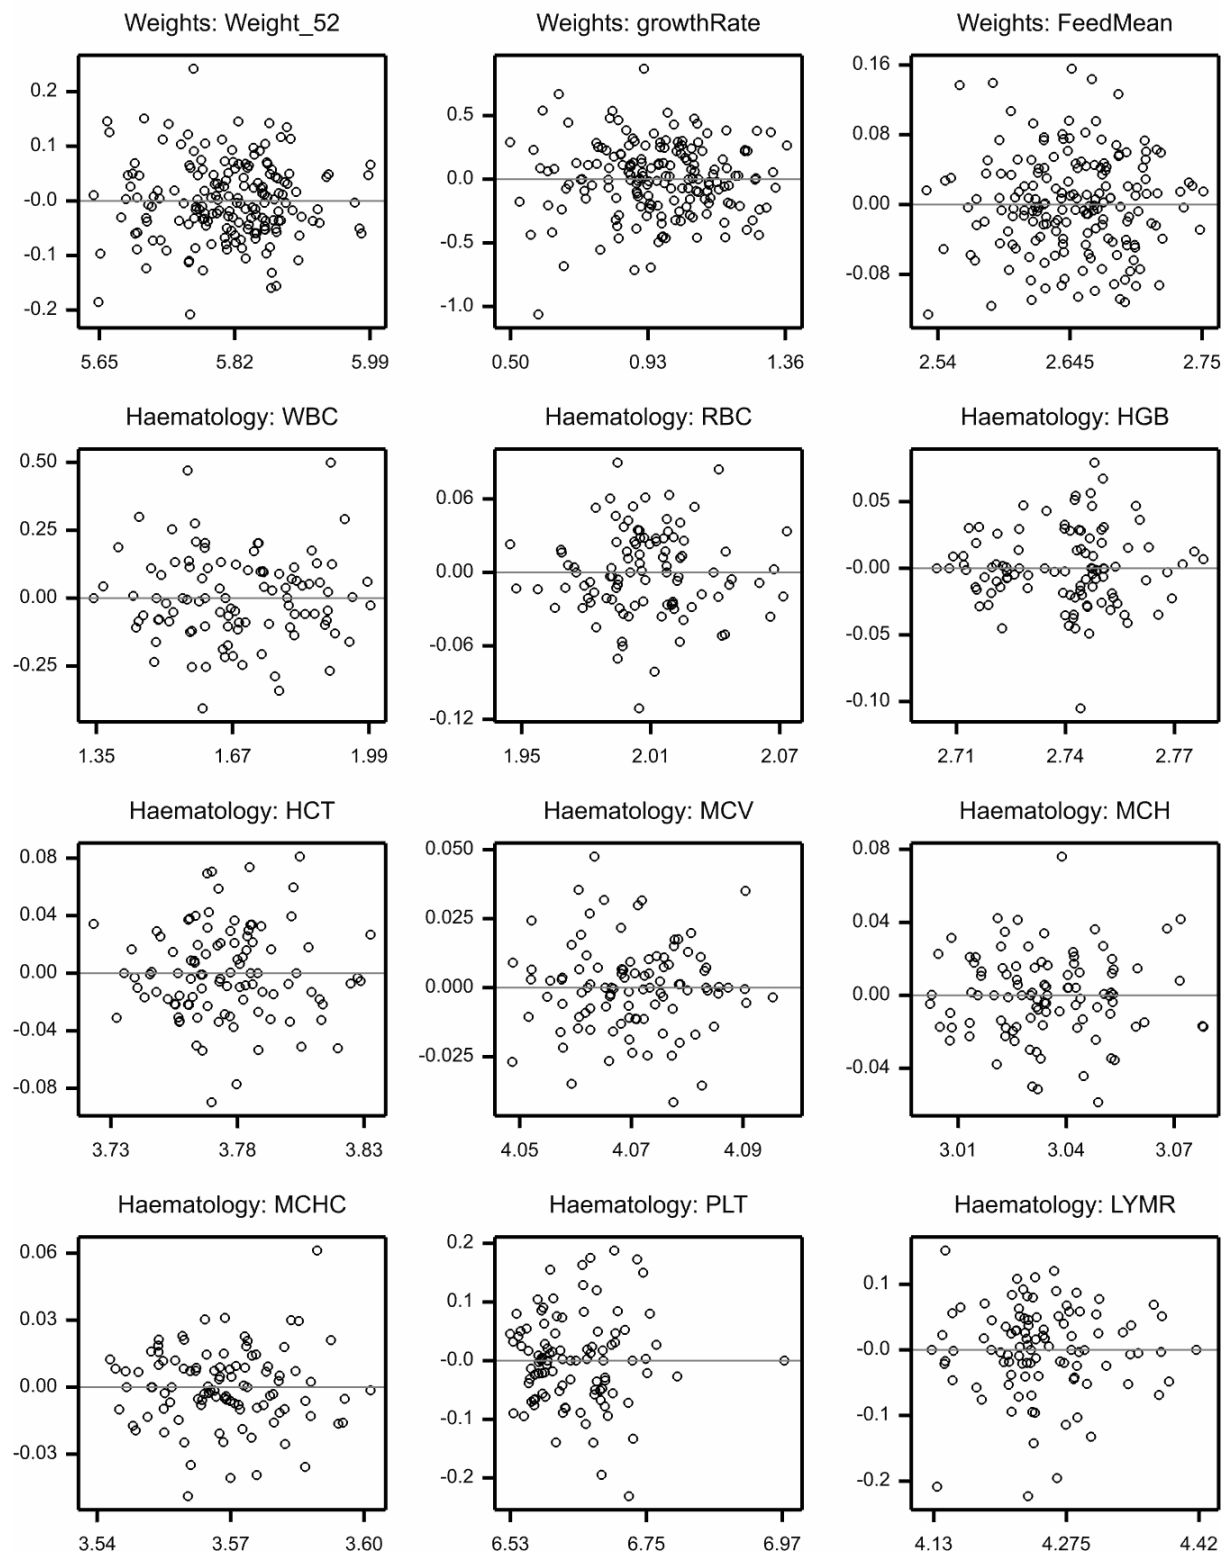 Weights: Weight_52 Weights: growthRate Weights: FeedMean
0.2 0.1 -0.0 -0.1 -0.2
0.5 0.0 -0.5 -1.0
0.16 0.08 0.00 -0.08
5.65 5.82 5.99 0.50 0.93 1.36 2.54 2.645 2.75
Haematology: WBC Haematology: RBC Haematology: HGB
0.50 0.25 0.00 -0.25
0.06 0.00 -0.06 -0.12
0.05 -0.00 -0.05 -0.10
1.35 1.67 1.99 1.95 2.01 2.07 2.71 2.74 2.77
Haematology: HCT Haematology: MCV Haematology: MCH
0.08 0.04 0.00 -0.04 -0.08
0.050 0.025 0.000 -0.025
0.08 0.04 0.00 -0.04
3.73 3.78 3.83 4.05 4.07 4.09 3.01 3.04 3.07
Haematology: MCHC Haematology: PLT Haematology: LYMR
0.06 0.03 0.00 -0.03
0.2 0.1 -0.0 -0.1 -0.2
0.1 -0.0 -0.1 -0.2
3.54 3.57 3.60 6.53 6.75 6.97 4.13 4.275 4.42